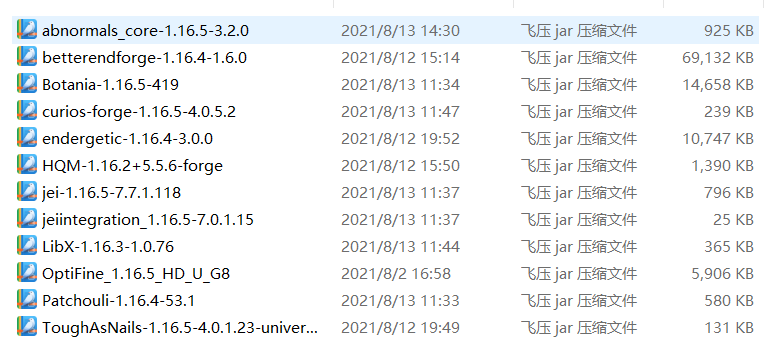 abnormals_core-1.16.5-3.2.0 2021/8/13 14:30 飞压 jar 压缩文件 925 KB
betterendforge-1.16.4-1.6.0 2021/8/12 15:14 飞压 jar 压缩文件 69,132 KB
Botania-1.16.5-419 2021/8/13 11:34 飞压 jar 压缩文件 14,658 KB
curios-forge-1.16.5-4.0.5.2 2021/8/13 11:47 飞压 jar 压缩文件 239 KB
endergetic-1.16.4-3.0.0 2021/8/12 19:52 飞压 jar 压缩文件 10,747 KB
HQM-1.16.2+5.5.6-forge 2021/8/12 15:50 飞压 jar 压缩文件 1,390 KB
jei-1.16.5-7.7.1.118 2021/8/13 11:37 飞压 jar 压缩文件 796 KB
jeiintegration_1.16.5-7.0.1.15 2021/8/13 11:37 飞压 jar 压缩文件 25 KB
LibX-1.16.3-1.0.76 2021/8/13 11:44 飞压 jar 压缩文件 365 KB
OptiFine_1.16.5_HD_U_G8 2021/8/2 16:58 飞压 jar 压缩文件 5,906 KB
Patchouli-1.16.4-53.1 2021/8/13 11:33 飞压 jar 压缩文件 580 KB
ToughAsNails-1.16.5-4.0.1.23-univer... 2021/8/12 19:49 飞压 jar 压缩文件 131 KB